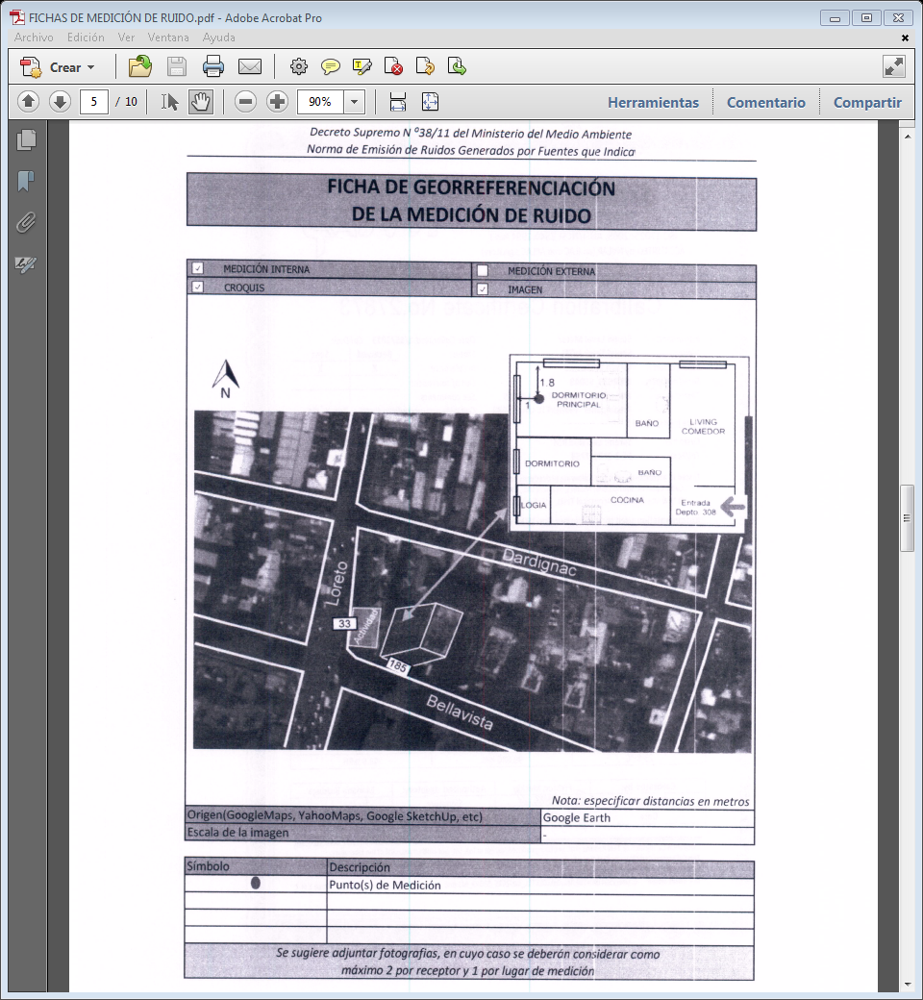 FICHAS DE MEDICIÓN DE RUIDO.pdf - Adobe Acrobat Pro
Archivo Edición Ver Ventana Ayuda
Crear
5 / 10 90% Herramientas Comentario Compartir
Decreto Supremo N º38/11 del Ministerio del Medio Ambiente
Norma de Emisión de Ruidos Generados por Fuentes que Indica
FICHA DE GEORREFERENCIACIÓN
DE LA MEDICIÓN DE RUIDO
MEDICIÓN INTERNA MEDICIÓN EXTERNA
CROQUIS IMAGEN
N
1.8
1
DORMITORIO
PRINCIPAL
BAÑO
LIVING
COMEDOR
DORMITORIO
BAÑO
LOGIA
COCINA
Entrada
Depto. 308
Dardignac
Loreto
33
Actividad
185
Bellavista
Nota: especificar distancias en metros
Origen(GoogleMaps, YahooMaps, Google SketchUp, etc) Google Earth
Escala de la imagen -
Símbolo Descripción
Punto(s) de Medición
Se sugiere adjuntar fotografias, en cuyo caso se deberán considerar como
máximo 2 por receptor y 1 por lugar de medición